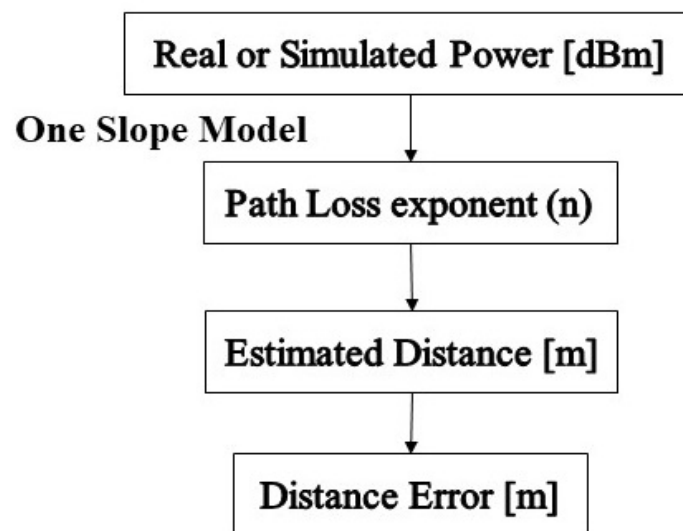 Real or Simulated Power [dBm]
One Slope Model
Path Loss exponent (n)
Estimated Distance [m]
Distance Error [m]